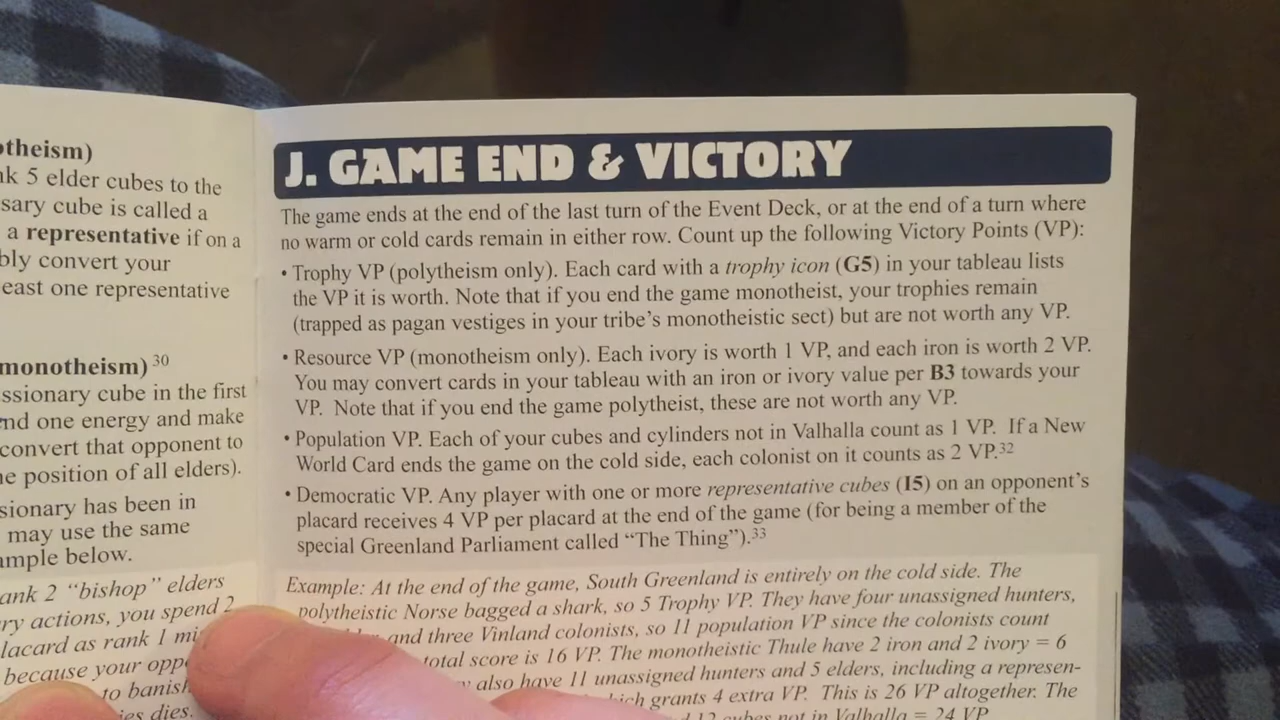 otheism)
nk 5 elder cubes to the
sary cube is called a
a representative if on a
bly convert your
east one representative
monotheism) 30
ssionary cube in the first
nd one energy and make
convert that opponent to
e position of all elders).
sionary has been in
may use the same
ample below.
ank 2 "bishop" elders
ry actions, you spend 2
lacard as rank 1 mi
because your oppo
to banish
ies dies.
J. GAME END & VICTORY
The game ends at the end of the last turn of the Event Deck, or at the end of a turn where
no warm or cold cards remain in either row. Count up the following Victory Points (VP):
• Trophy VP (polytheism only). Each card with a trophy icon (G5) in your tableau lists
the VP it is worth. Note that if you end the game monotheist, your trophies remain
(trapped as pagan vestiges in your tribe's monotheistic sect) but are not worth any VP.
• Resource VP (monotheism only). Each ivory is worth 1 VP, and each iron is worth 2 VP.
You may convert cards in your tableau with an iron or ivory value per B3 towards your
VP. Note that if you end the game polytheist, these are not worth any VP.
• Population VP. Each of your cubes and cylinders not in Valhalla count as 1 VP. If a New
World Card ends the game on the cold side, each colonist on it counts as 2 VP.32
• Democratic VP. Any player with one or more representative cubes (I5) on an opponent's
placard receives 4 VP per placard at the end of the game (for being a member of the
special Greenland Parliament called "The Thing").33
Example: At the end of the game, South Greenland is entirely on the cold side. The
polytheistic Norse bagged a shark, so 5 Trophy VP. They have four unassigned hunters,
and three Vinland colonists, so 11 population VP since the colonists count
total score is 16 VP. The monotheistic Thule have 2 iron and 2 ivory = 6
also have 11 unassigned hunters and 5 elders, including a represen-
ich grants 4 extra VP. This is 26 VP altogether. The
12 cubes not in Valhalla = 24 VP